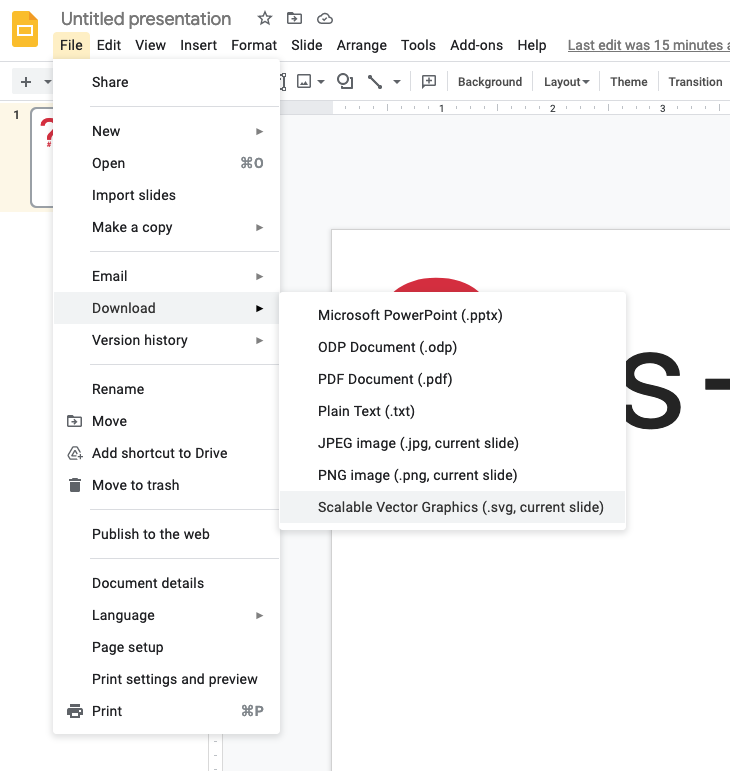 Untitled presentation
File Edit View Insert Format Slide Arrange Tools Add-ons Help Last edit was 15 minutes
Background Layout Theme Transition
1 2 3
1
?
Share
New
Open ⌘O
Import slides
Make a copy
Email
Download
Version history
Rename
Move
Add shortcut to Drive
Move to trash
Publish to the web
Document details
Language
Page setup
Print settings and preview
Print ⌘P
Microsoft PowerPoint (.pptx)
ODP Document (.odp)
PDF Document (.pdf)
Plain Text (.txt)
JPEG image (.jpg, current slide)
PNG image (.png, current slide)
Scalable Vector Graphics (.svg, current slide)
s-